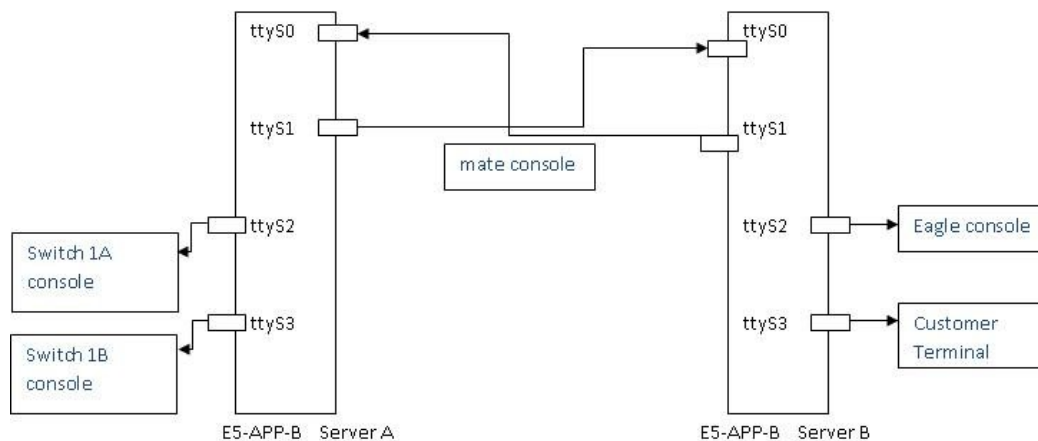 ttyS0
ttyS0
ttyS1
ttyS1
mate console
ttyS2
ttyS2
Eagle console
Switch 1A
console
ttyS3
ttyS3
Customer
Terminal
Switch 1B
console
E5-APP-B Server A
E5-APP-B Server B